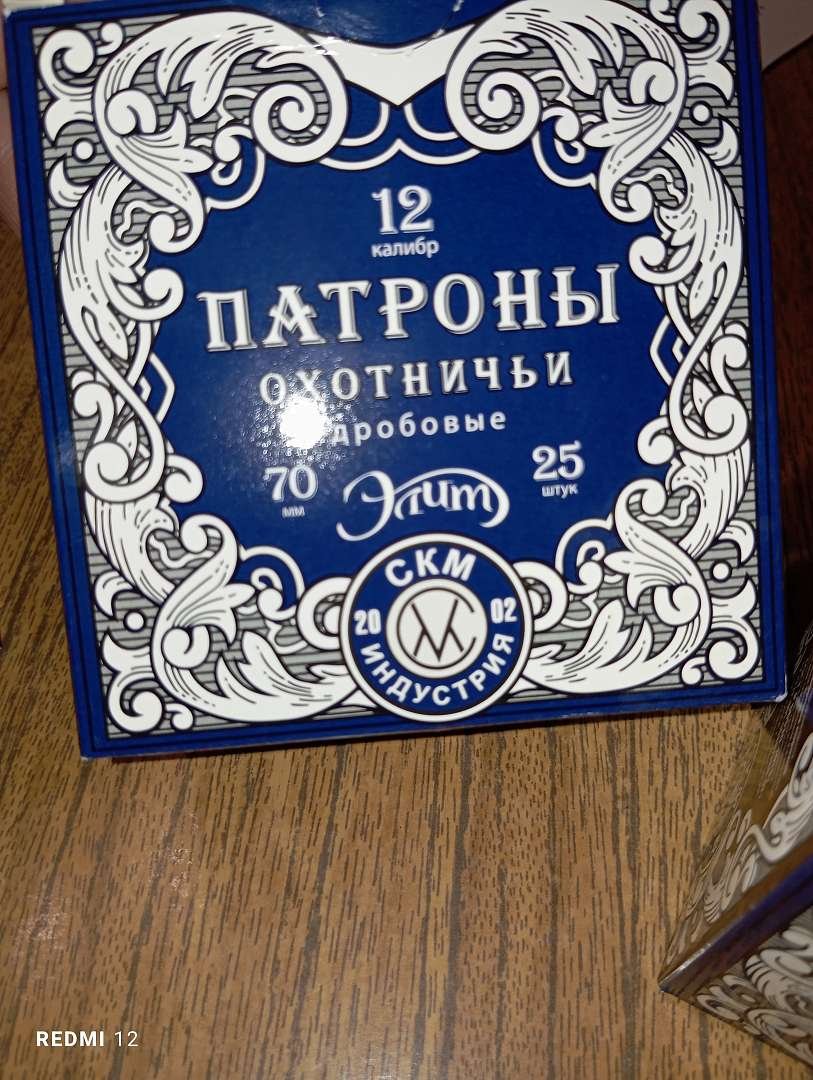 12
калибр
ПАТРОНЫ
ОХОТНИЧЬИ
дробовые
70
мм
Элит
25
штук
СКМ
20 02
ИНДУСТРИЯ
REDMI 12